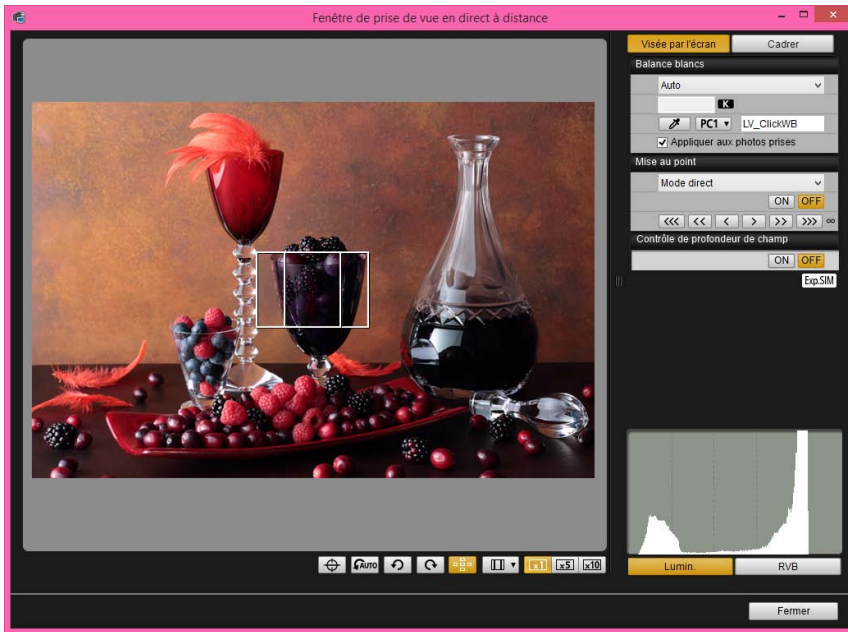 Fenêtre de prise de vue en direct à distance
Visée par l'écran Cadrer
Balance blancs
Auto
K
PC1 LV_ClickWB
Appliquer aux photos prises
Mise au point
Mode direct
ON OFF
<<< << < > >> >>> ∞
Contrôle de profondeur de champ
ON OFF
Exp.SIM
AUTO x1 x5 x10
Lumin. RVB
Fermer